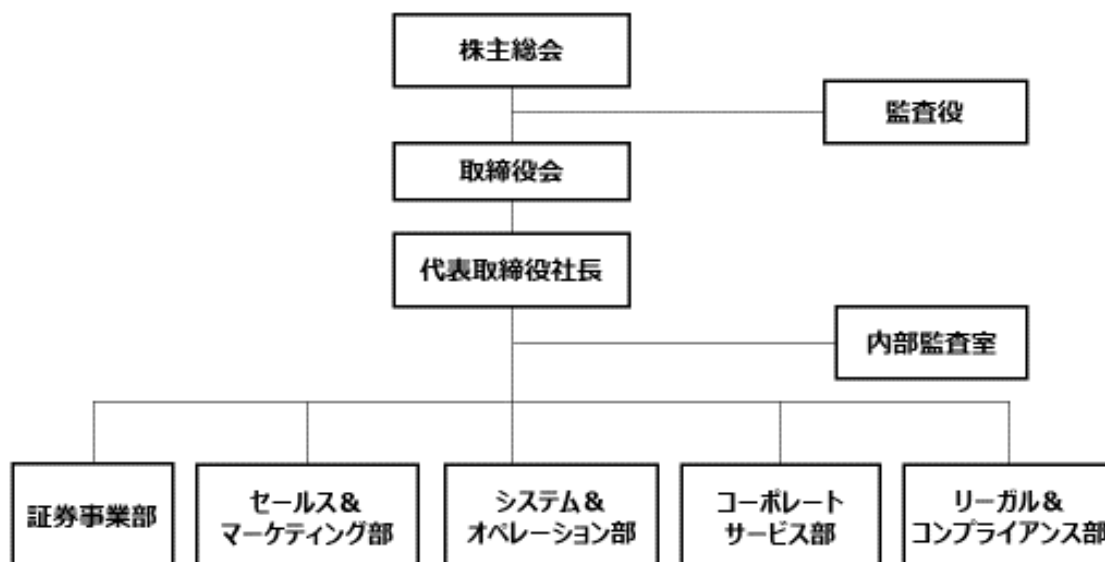 株主総会
監査役
取締役会
代表取締役社長
内部監査室
証券事業部
セールス&
マーケティング部
システム&
オペレーション部
コーポレート
サービス部
リーガル&
コンプライアンス部